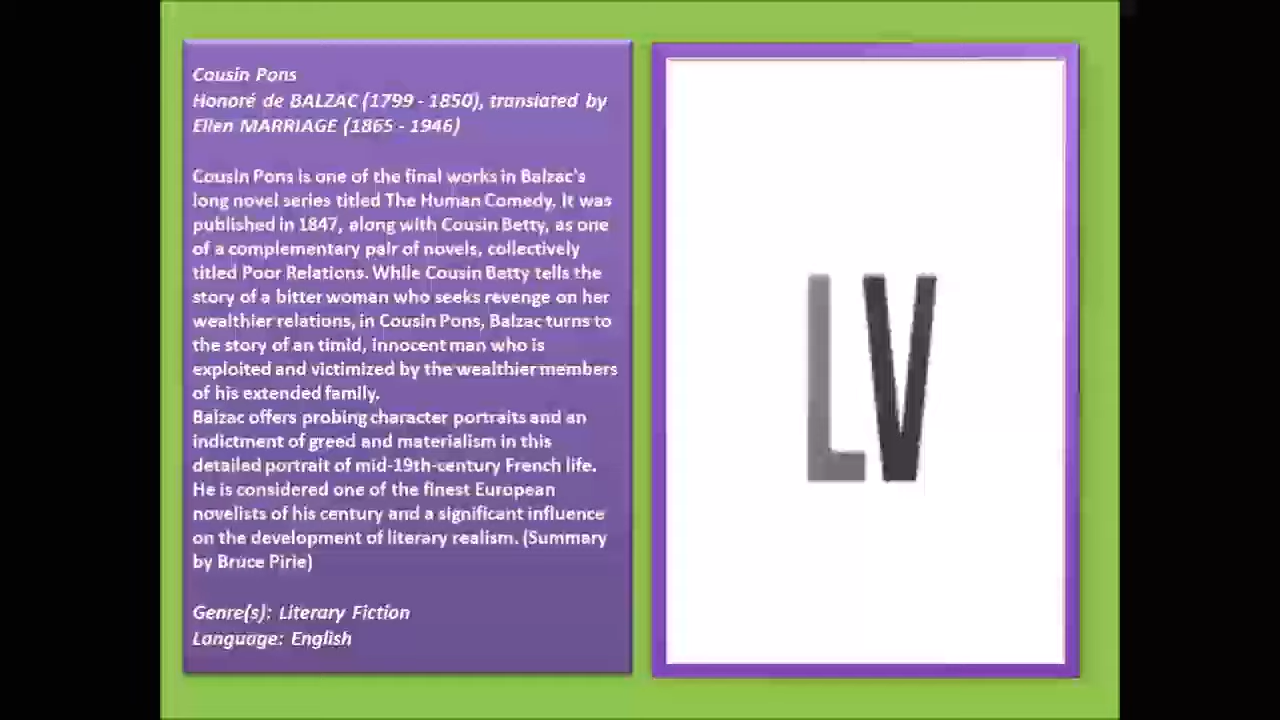 Cousin Pons
Honoré de BALZAC (1799 - 1850), translated by
Ellen MARRIAGE (1865 - 1946)
Cousin Pons is one of the final works in Balzac's
long novel series titled The Human Comedy. It was
published in 1847, along with Cousin Betty, as one
of a complementary pair of novels, collectively
titled Poor Relations. While Cousin Betty tells the
story of a bitter woman who seeks revenge on her
wealthier relations, in Cousin Pons, Balzac turns to
the story of an timid, innocent man who is
exploited and victimized by the wealthier members
of his extended family.
Balzac offers probing character portraits and an
indictment of greed and materialism in this
detailed portrait of mid-19th-century French life.
He is considered one of the finest European
novelists of his century and a significant influence
on the development of literary realism. (Summary
by Bruce Pirie)
Genre(s): Literary Fiction
Language: English
LV